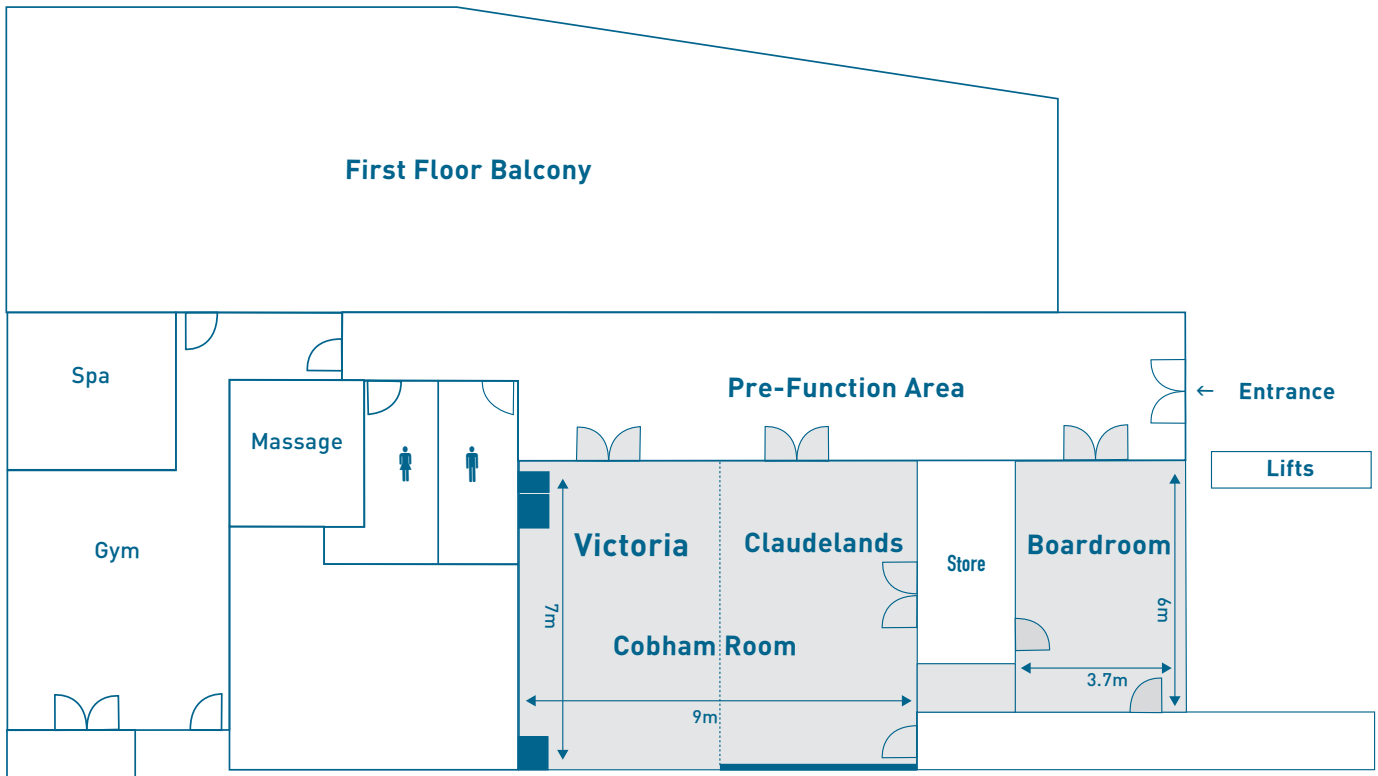 First Floor Balcony
Spa
Pre-Function Area
← Entrance
Massage
Lifts
Gym
Victoria
Claudelands
Store
Boardroom
7m
6m
Cobham Room
3.7m
9m